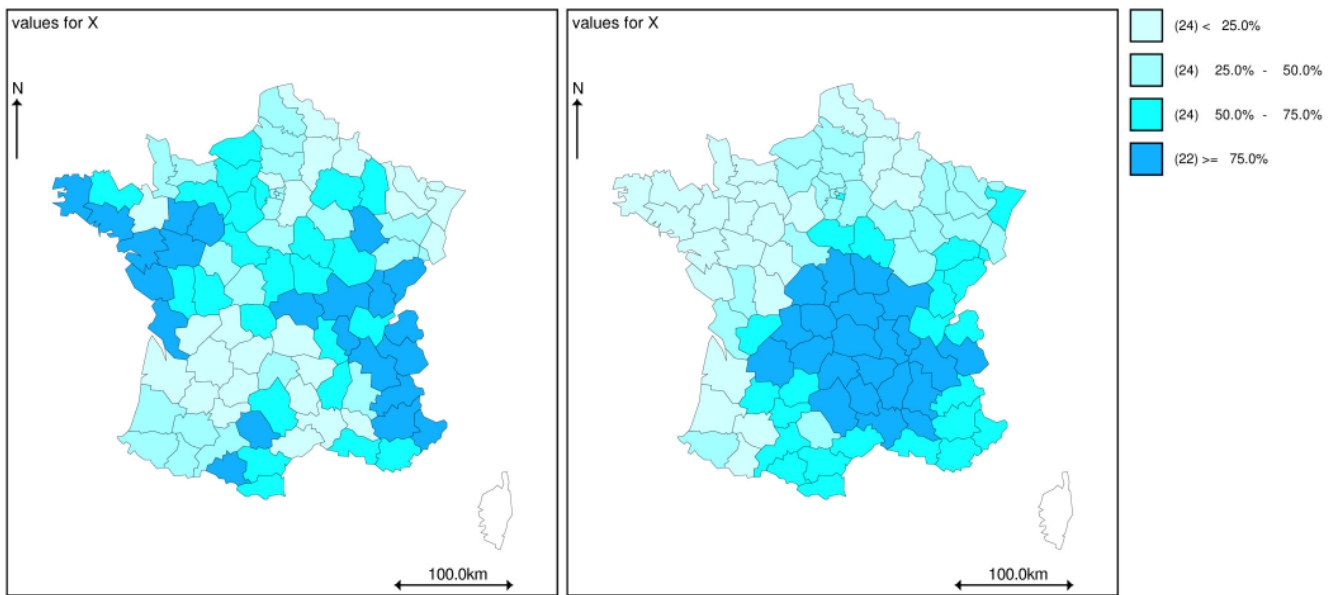 values for X
N
100.0km
values for X
N
100.0km
(24) < 25.0%
(24) 25.0% - 50.0%
(24) 50.0% - 75.0%
(22) >= 75.0%